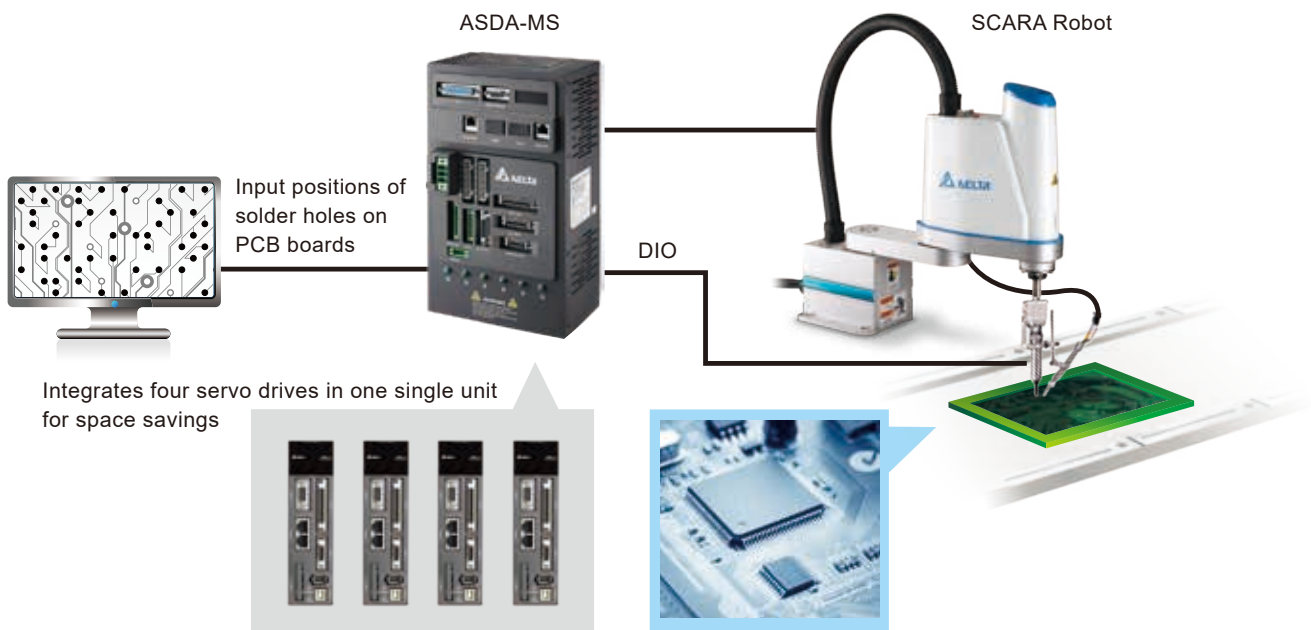 ASDA-MS
SCARA Robot
Input positions of
solder holes on
PCB boards
DIO
DELTA
Integrates four servo drives in one single unit
for space savings